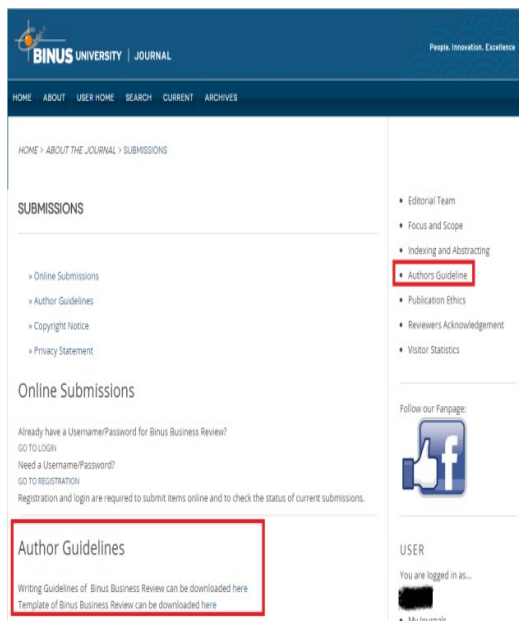 BINUS UNIVERSITY | JOURNAL
People. Innovation. Excellence
HOME ABOUT USER HOME SEARCH CURRENT ARCHIVES
HOME > ABOUT THE JOURNAL > SUBMISSIONS
SUBMISSIONS
» Online Submissions
» Author Guidelines
» Copyright Notice
» Privacy Statement
Online Submissions
Already have a Username/Password for Binus Business Review?
GO TO LOGIN
Need a Username/Password?
GO TO REGISTRATION
Registration and login are required to submit items online and to check the status of current submissions.
Author Guidelines
Writing Guidelines of Binus Business Review can be downloaded here
Template of Binus Business Review can be downloaded here
• Editorial Team
• Focus and Scope
• Indexing and Abstracting
• Authors Guideline
• Publication Ethics
• Reviewers Acknowledgement
• Visitor Statistics
Follow our Fanpage:
f
USER
You are logged in as...
• My Journals